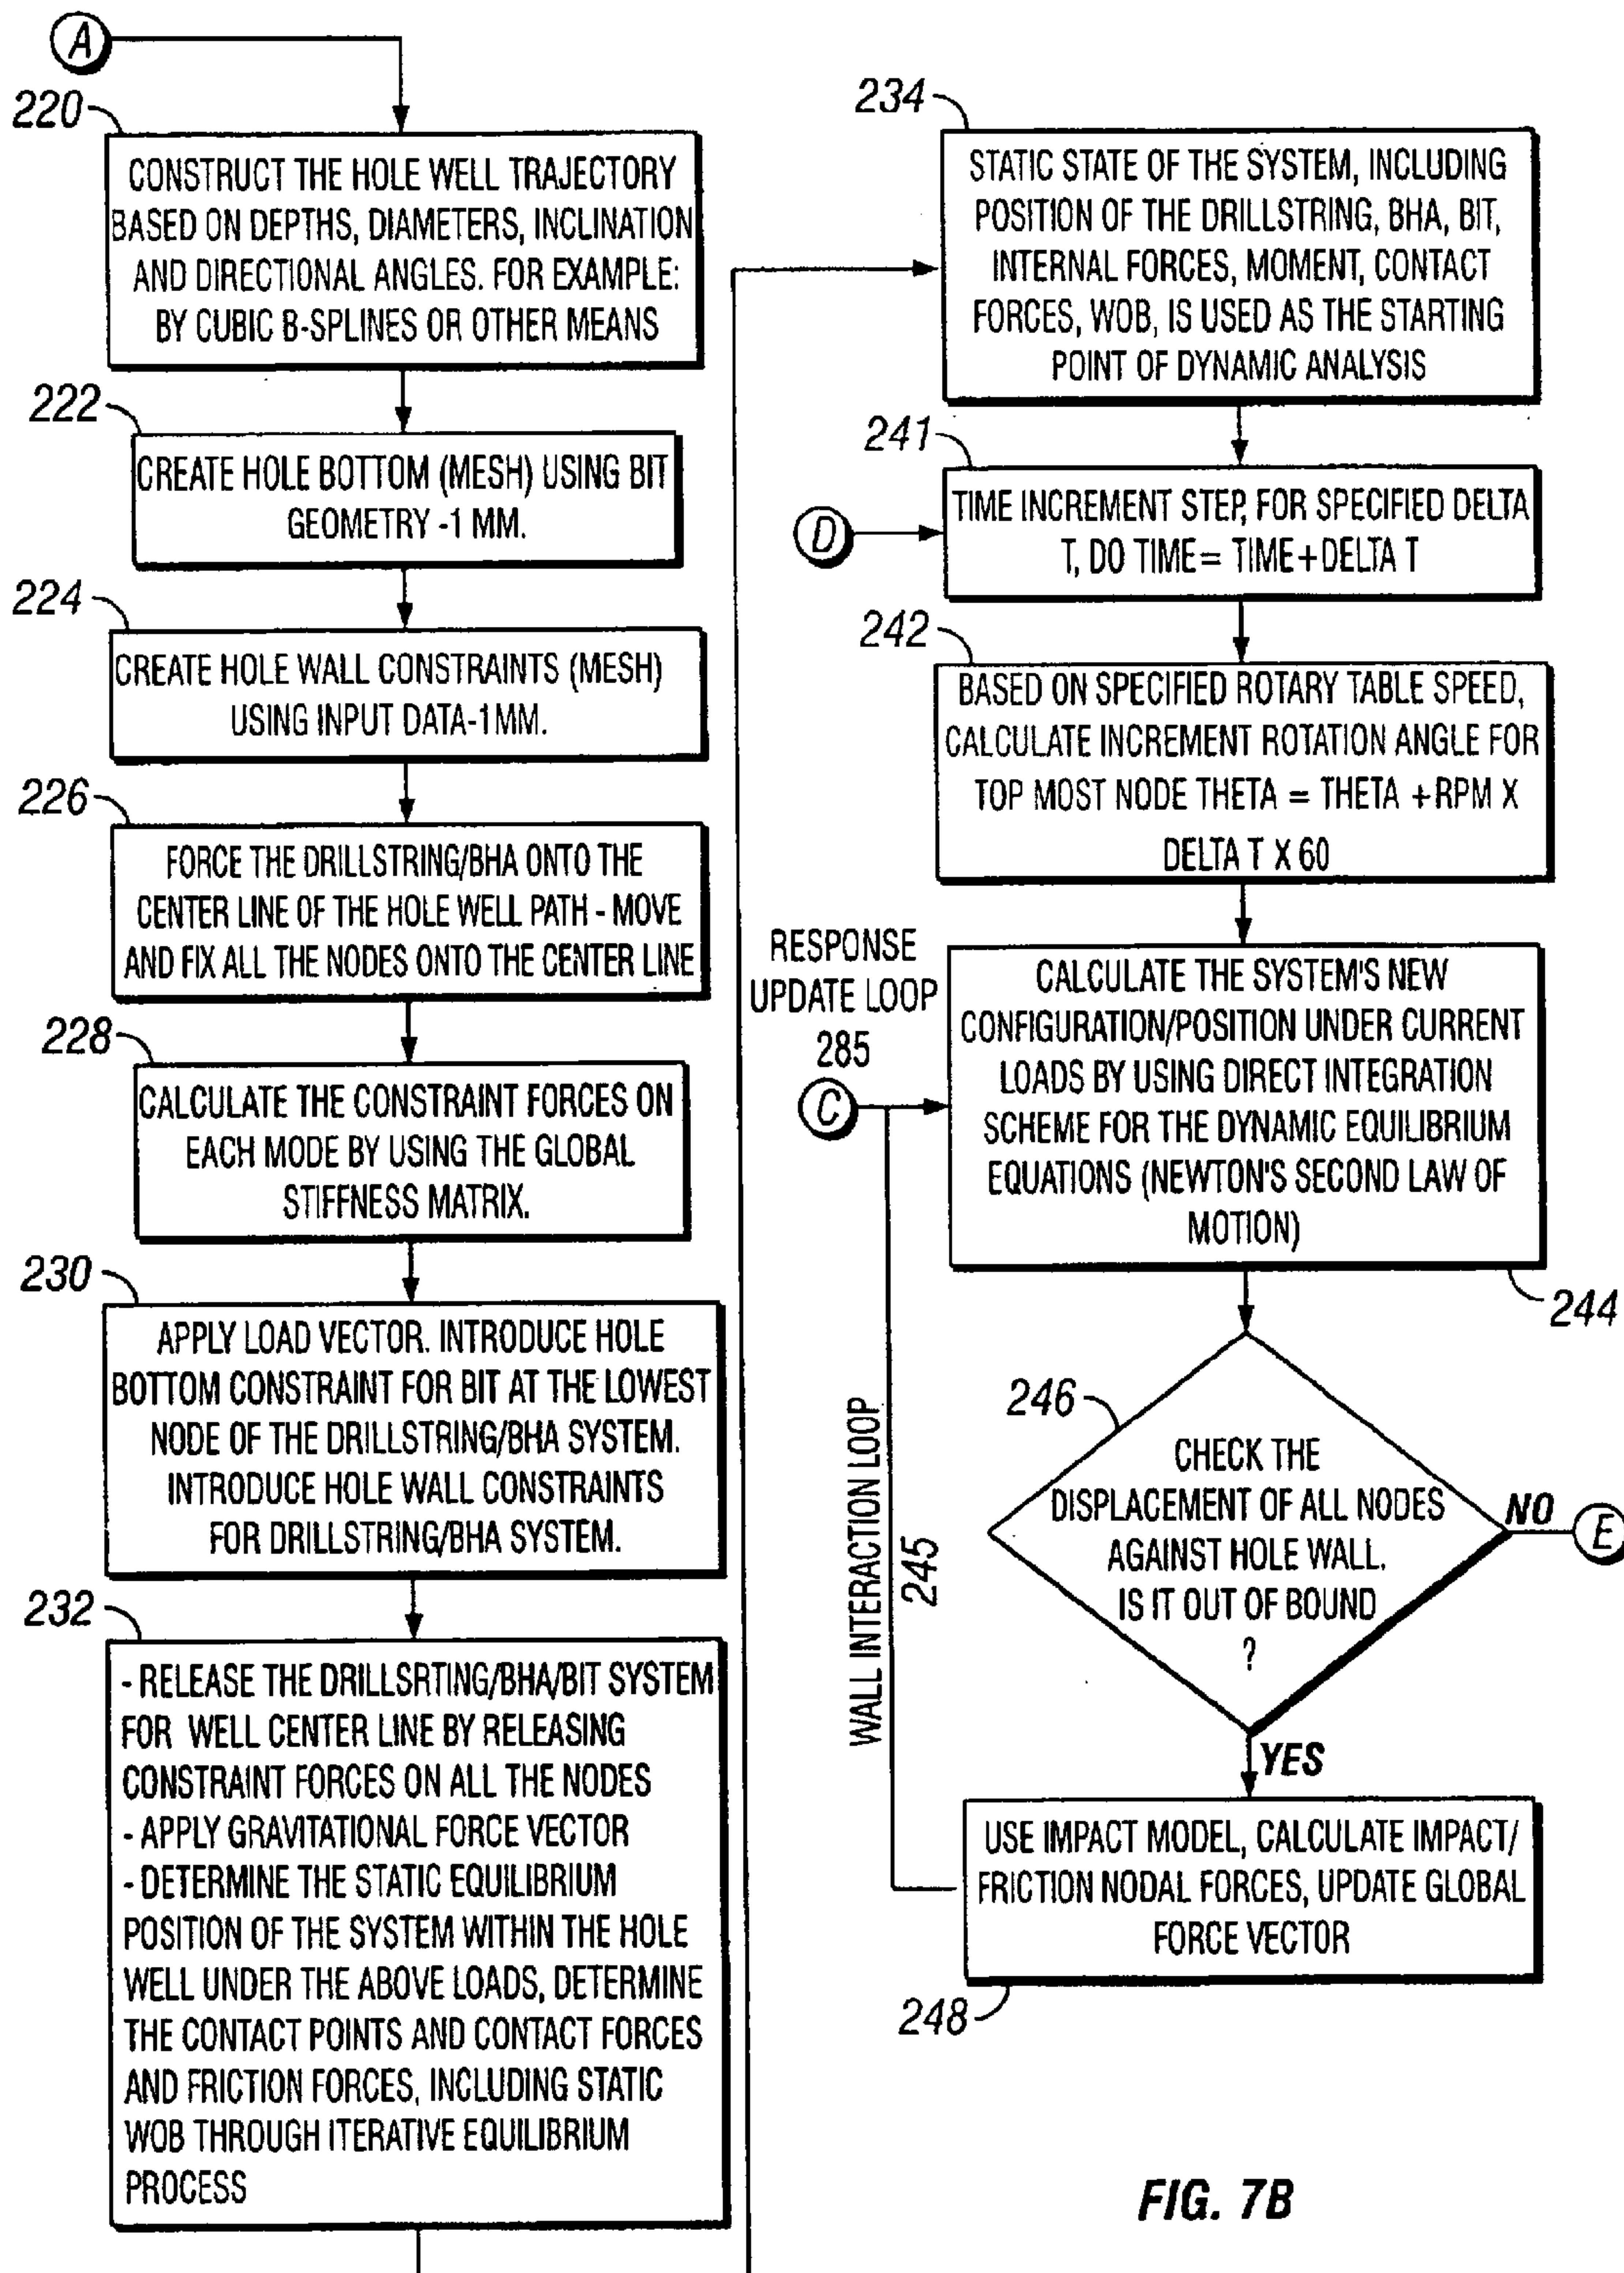 A
220
CONSTRUCT THE HOLE WELL TRAJECTORY
BASED ON DEPTHS, DIAMETERS, INCLINATION
AND DIRECTIONAL ANGLES. FOR EXAMPLE:
BY CUBIC B-SPLINES OR OTHER MEANS
222
CREATE HOLE BOTTOM (MESH) USING BIT
GEOMETRY -1 MM.
224
CREATE HOLE WALL CONSTRAINTS (MESH)
USING INPUT DATA-1MM.
226
FORCE THE DRILLSTRING/BHA ONTO THE
CENTER LINE OF THE HOLE WELL PATH - MOVE
AND FIX ALL THE NODES ONTO THE CENTER LINE
228
CALCULATE THE CONSTRAINT FORCES ON
EACH MODE BY USING THE GLOBAL
STIFFNESS MATRIX.
230
APPLY LOAD VECTOR. INTRODUCE HOLE
BOTTOM CONSTRAINT FOR BIT AT THE LOWEST
NODE OF THE DRILLSTRING/BHA SYSTEM.
INTRODUCE HOLE WALL CONSTRAINTS
FOR DRILLSTRING/BHA SYSTEM.
232
- RELEASE THE DRILLSRTING/BHA/BIT SYSTEM
FOR WELL CENTER LINE BY RELEASING
CONSTRAINT FORCES ON ALL THE NODES
- APPLY GRAVITATIONAL FORCE VECTOR
- DETERMINE THE STATIC EQUILIBRIUM
POSITION OF THE SYSTEM WITHIN THE HOLE
WELL UNDER THE ABOVE LOADS, DETERMINE
THE CONTACT POINTS AND CONTACT FORCES
AND FRICTION FORCES, INCLUDING STATIC
WOB THROUGH ITERATIVE EQUILIBRIUM
PROCESS
234
STATIC STATE OF THE SYSTEM, INCLUDING
POSITION OF THE DRILLSTRING, BHA, BIT,
INTERNAL FORCES, MOMENT, CONTACT
FORCES, WOB, IS USED AS THE STARTING
POINT OF DYNAMIC ANALYSIS
241
D
TIME INCREMENT STEP, FOR SPECIFIED DELTA
T, DO TIME = TIME+DELTA T
242
BASED ON SPECIFIED ROTARY TABLE SPEED,
CALCULATE INCREMENT ROTATION ANGLE FOR
TOP MOST NODE THETA = THETA +RPM X
DELTA T X 60
RESPONSE
UPDATE LOOP
285
C
CALCULATE THE SYSTEM'S NEW
CONFIGURATION/POSITION UNDER CURRENT
LOADS BY USING DIRECT INTEGRATION
SCHEME FOR THE DYNAMIC EQUILIBRIUM
EQUATIONS (NEWTON'S SECOND LAW OF
MOTION)
244
246
CHECK THE
DISPLACEMENT OF ALL NODES
AGAINST HOLE WALL.
IS IT OUT OF BOUND
?
NO
E
YES
WALL INTERACTION LOOP
245
USE IMPACT MODEL, CALCULATE IMPACT/
FRICTION NODAL FORCES, UPDATE GLOBAL
FORCE VECTOR
248
FIG. 7B